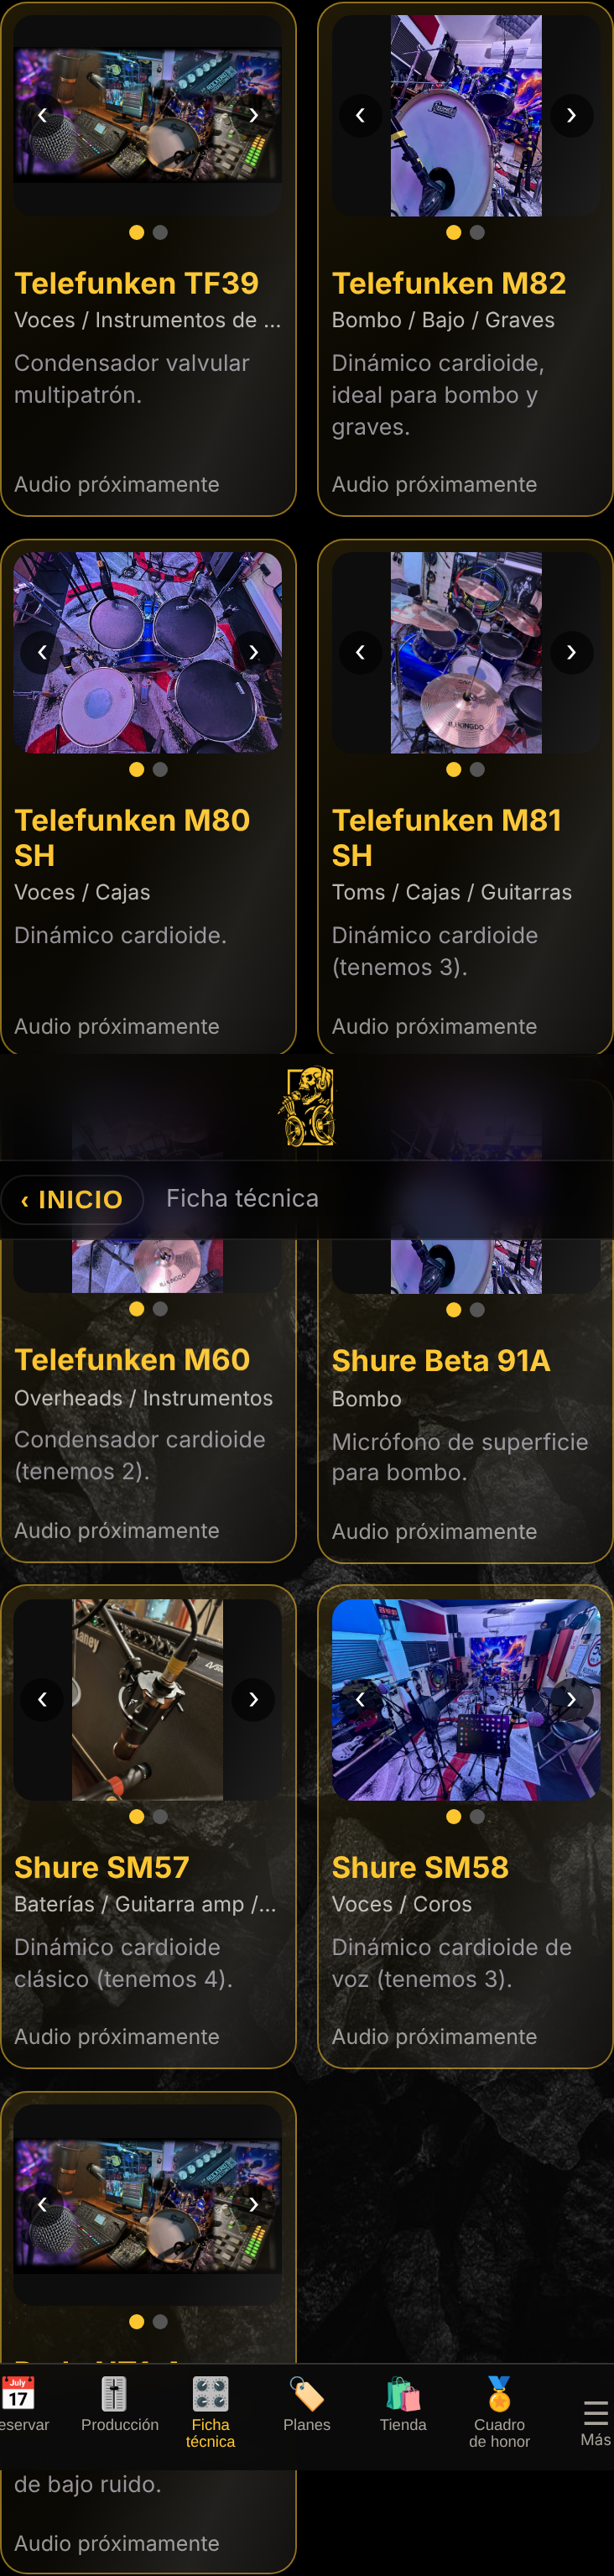 Telefunken TF39
Voces / Instrumentos de ...
Condensador valvular
multipatrón.
Audio próximamente
Telefunken M82
Bombo / Bajo / Graves
Dinámico cardioide,
ideal para bombo y
graves.
Audio próximamente
Telefunken M80
SH
Voces / Cajas
Dinámico cardioide.
Audio próximamente
Telefunken M81
SH
Toms / Cajas / Guitarras
Dinámico cardioide
(tenemos 3).
Audio próximamente
‹ INICIO
Ficha técnica
Telefunken M60
Overheads / Instrumentos
Condensador cardioide
(tenemos 2).
Audio próximamente
Shure Beta 91A
Bombo
Micrófono de superficie
para bombo.
Audio próximamente
Laney
Shure SM57
Baterías / Guitarra amp /...
Dinámico cardioide
clásico (tenemos 4).
Audio próximamente
Shure SM58
Voces / Coros
Dinámico cardioide de
voz (tenemos 3).
Audio próximamente
July
17
eservar
Producción
Ficha
técnica
Planes
Tienda
Cuadro
de honor
Más
de bajo ruido.
Audio próximamente